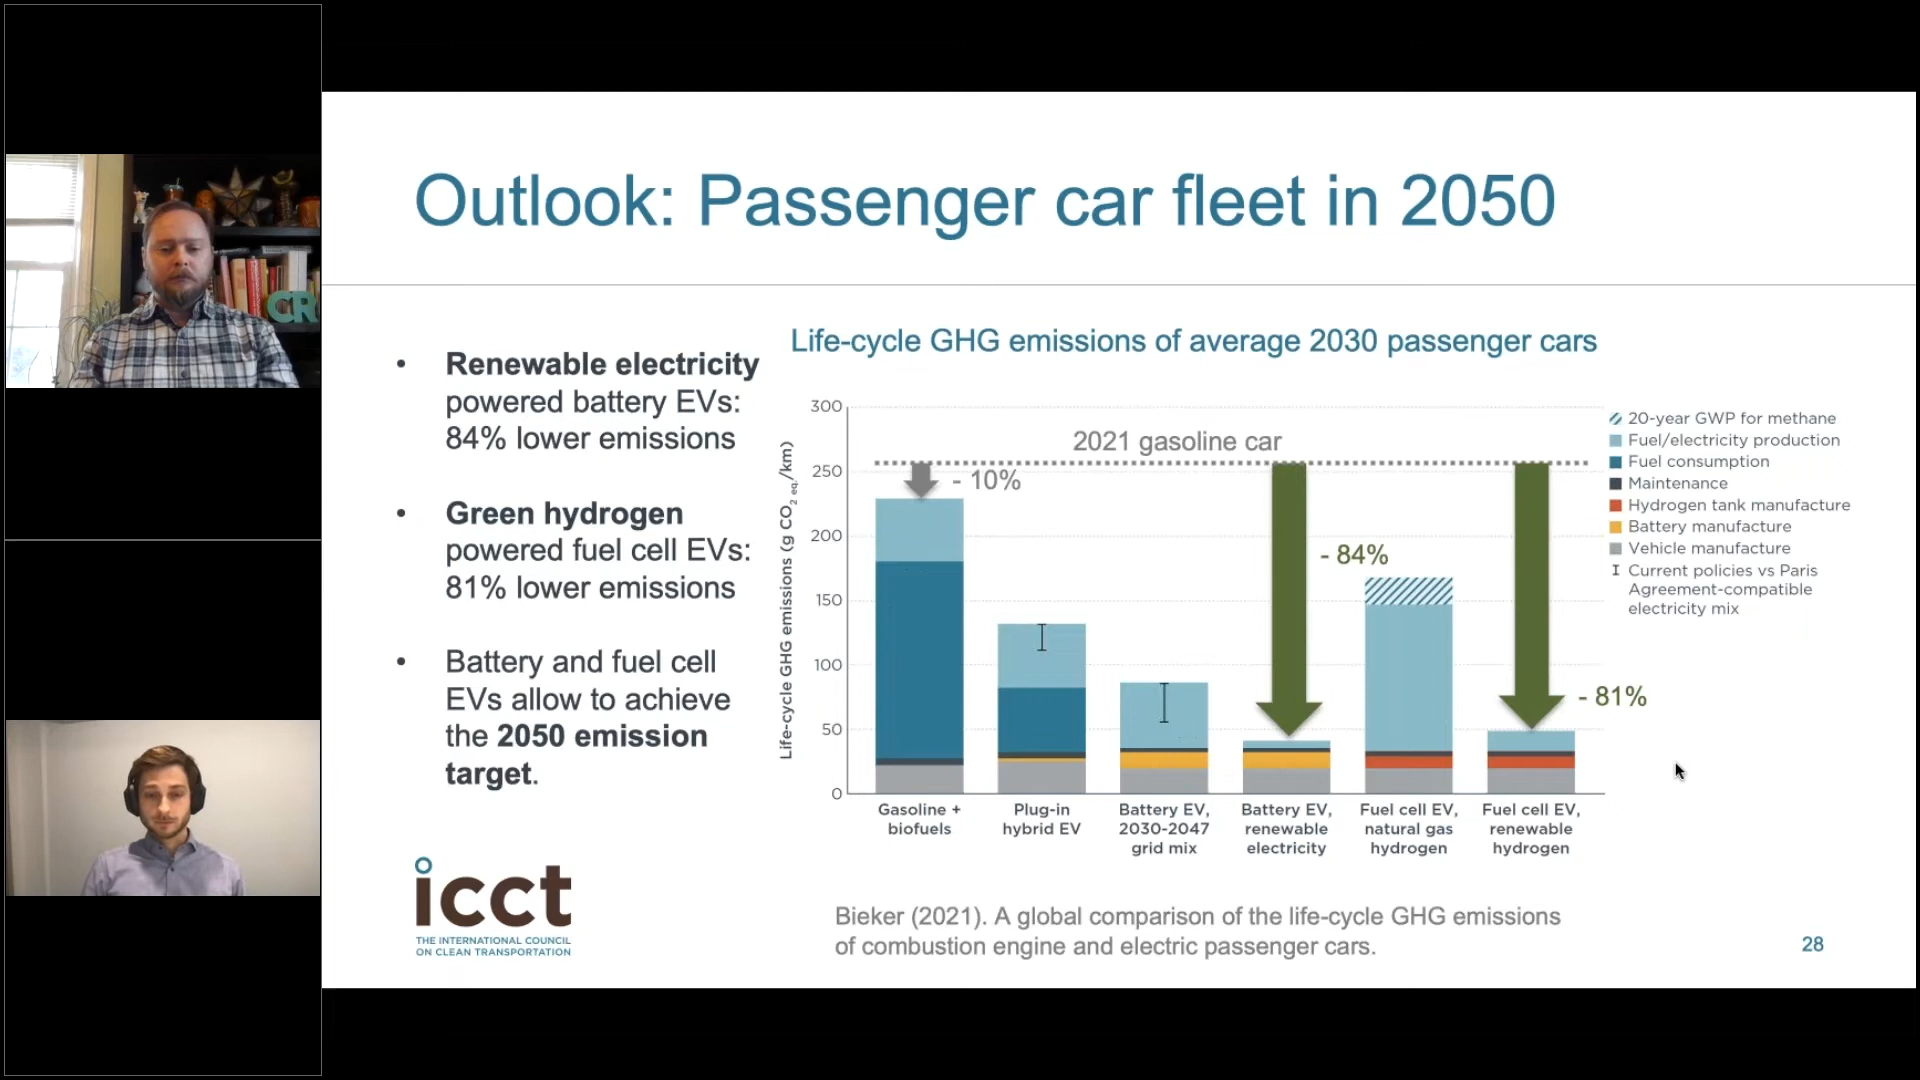 Outlook: Passenger car fleet in 2050
• Renewable electricity
powered battery EVs:
84% lower emissions
• Green hydrogen
powered fuel cell EVs:
81% lower emissions
• Battery and fuel cell
EVs allow to achieve
the 2050 emission
target.
Life-cycle GHG emissions of average 2030 passenger cars
Life-cycle GHG emissions (g CO2 eq./km)
300
250
200
150
100
50
0
2021 gasoline car
- 10%
- 84%
- 81%
Gasoline +
biofuels
Plug-in
hybrid EV
Battery EV,
2030-2047
grid mix
Battery EV,
renewable
electricity
Fuel cell EV,
natural gas
hydrogen
Fuel cell EV,
renewable
hydrogen
20-year GWP for methane
Fuel/electricity production
Fuel consumption
Maintenance
Hydrogen tank manufacture
Battery manufacture
Vehicle manufacture
Current policies vs Paris
Agreement-compatible
electricity mix
icct
THE INTERNATIONAL COUNCIL
ON CLEAN TRANSPORTATION
Bieker (2021). A global comparison of the life-cycle GHG emissions
of combustion engine and electric passenger cars.
28
CR